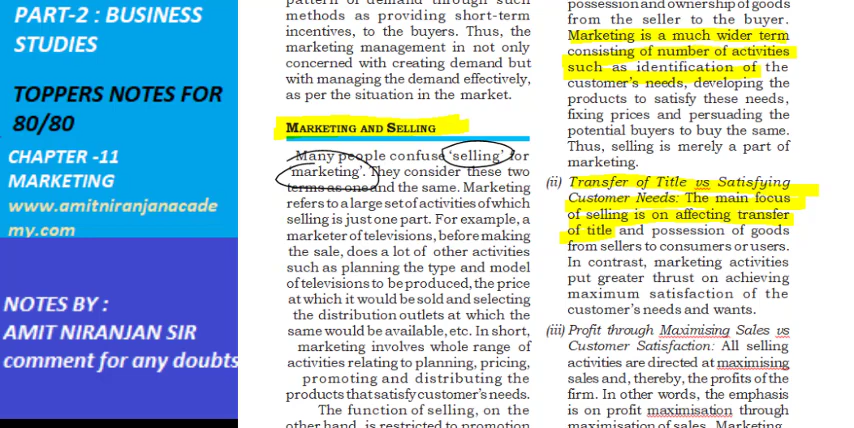 PART-2 : BUSINESS
STUDIES
TOPPERS NOTES FOR
80/80
CHAPTER -11
MARKETING
www.amitniranjanacade
my.com
NOTES BY :
AMIT NIRANJAN SIR
comment for any doubts
pattern of demand through such
methods as providing short-term
incentives, to the buyers. Thus, the
marketing management in not only
concerned with creating demand but
with managing the demand effectively,
as per the situation in the market.
MARKETING AND SELLING
Many people confuse ‘selling’ for
marketing’. They consider these two
terms as one and the same. Marketing
refers to a large set of activities of which
selling is just one part. For example, a
marketer of televisions, before making
the sale, does a lot of other activities
such as planning the type and model
of televisions to be produced, the price
at which it would be sold and selecting
the distribution outlets at which the
same would be available, etc. In short,
marketing involves whole range of
activities relating to planning, pricing,
promoting and distributing the
products that satisfy customer’s needs.
The function of selling, on the
other hand, is restricted to promotion
possession and ownership of goods
from the seller to the buyer.
Marketing is a much wider term
consisting of number of activities
such as identification of the
customer’s needs, developing the
products to satisfy these needs,
fixing prices and persuading the
potential buyers to buy the same.
Thus, selling is merely a part of
marketing.
(ii) Transfer of Title vs Satisfying
Customer Needs: The main focus
of selling is on affecting transfer
of title and possession of goods
from sellers to consumers or users.
In contrast, marketing activities
put greater thrust on achieving
maximum satisfaction of the
customer’s needs and wants.
(iii) Profit through Maximising Sales vs
Customer Satisfaction: All selling
activities are directed at maximising
sales and, thereby, the profits of the
firm. In other words, the emphasis
is on profit maximisation through
maximisation of sales. Marketing,